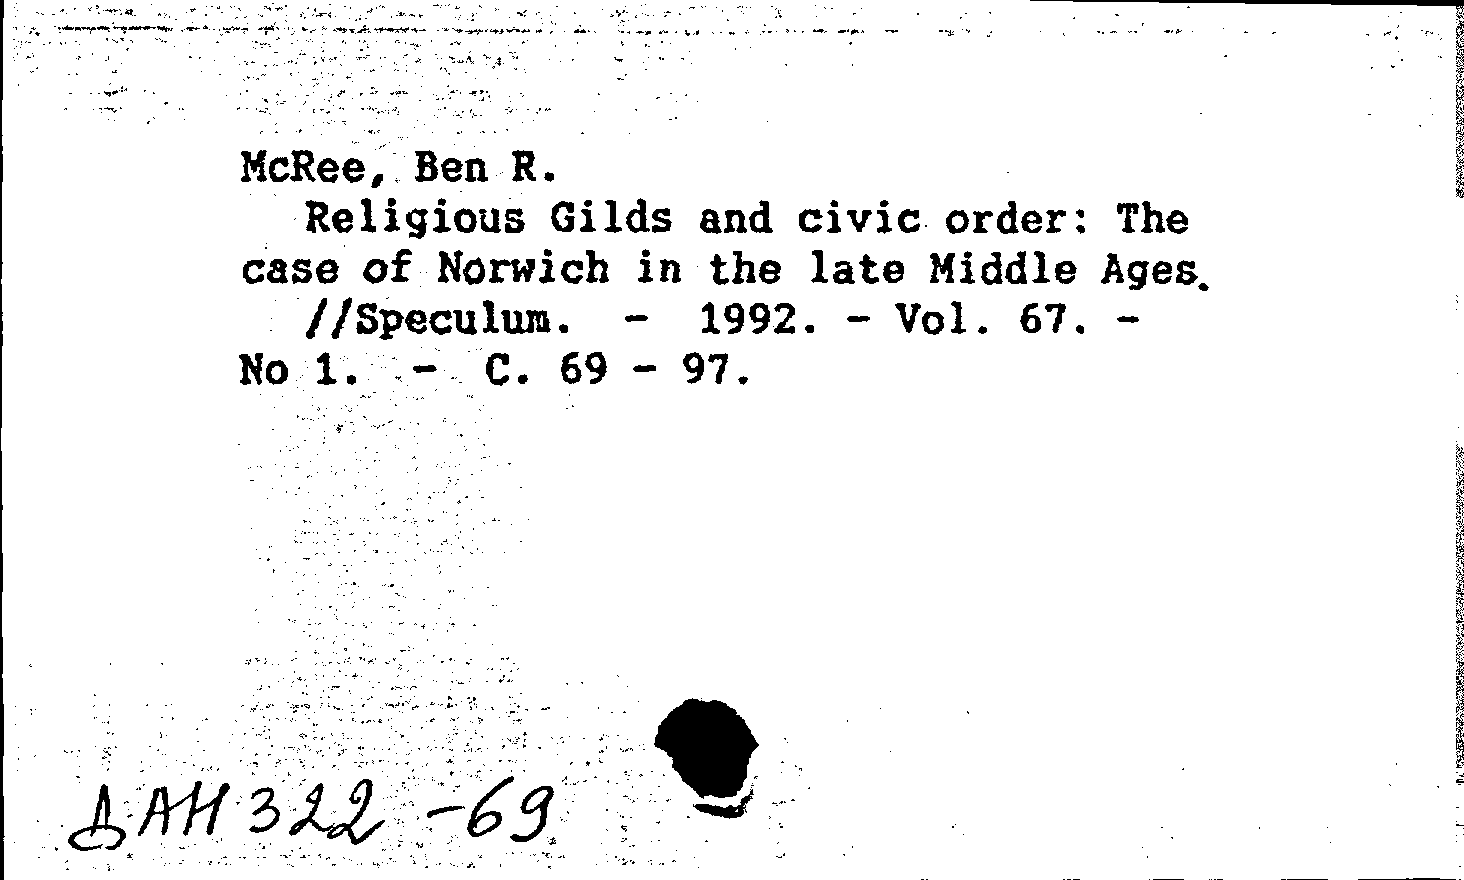 McRee, Ben R.
Religious Gilds and civic order: The
case of Norwich in the late Middle Ages.
//Speculum. - 1992. - Vol. 67. -
No 1. - C. 69 - 97.
ДАН 322 -69